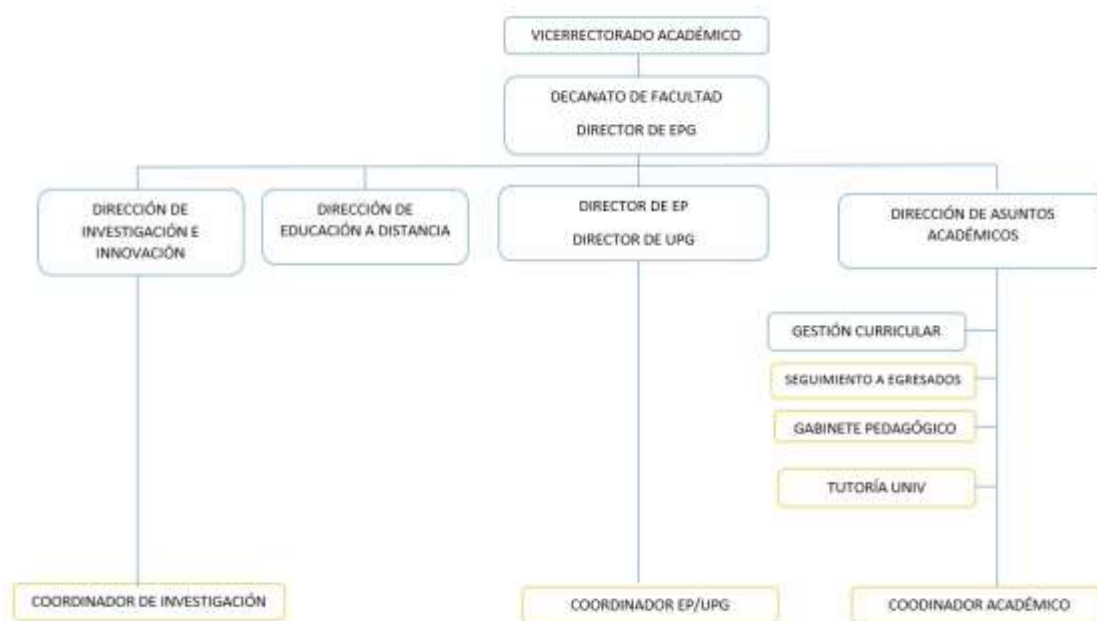 VICERRECTORADO ACADÉMICO
DECANATO DE FACULTAD
DIRECTOR DE EPG
DIRECCIÓN DE
INVESTIGACIÓN E
INNOVACIÓN
DIRECCIÓN DE
EDUCACIÓN A DISTANCIA
DIRECTOR DE EP
DIRECTOR DE UPG
DIRECCIÓN DE ASUNTOS
ACADÉMICOS
GESTIÓN CURRICULAR
SEGUIMIENTO A EGRESADOS
GABINETE PEDAGÓGICO
TUTORÍA UNIV
COORDINADOR DE INVESTIGACIÓN
COORDINADOR EP/UPG
COODINADOR ACADÉMICO